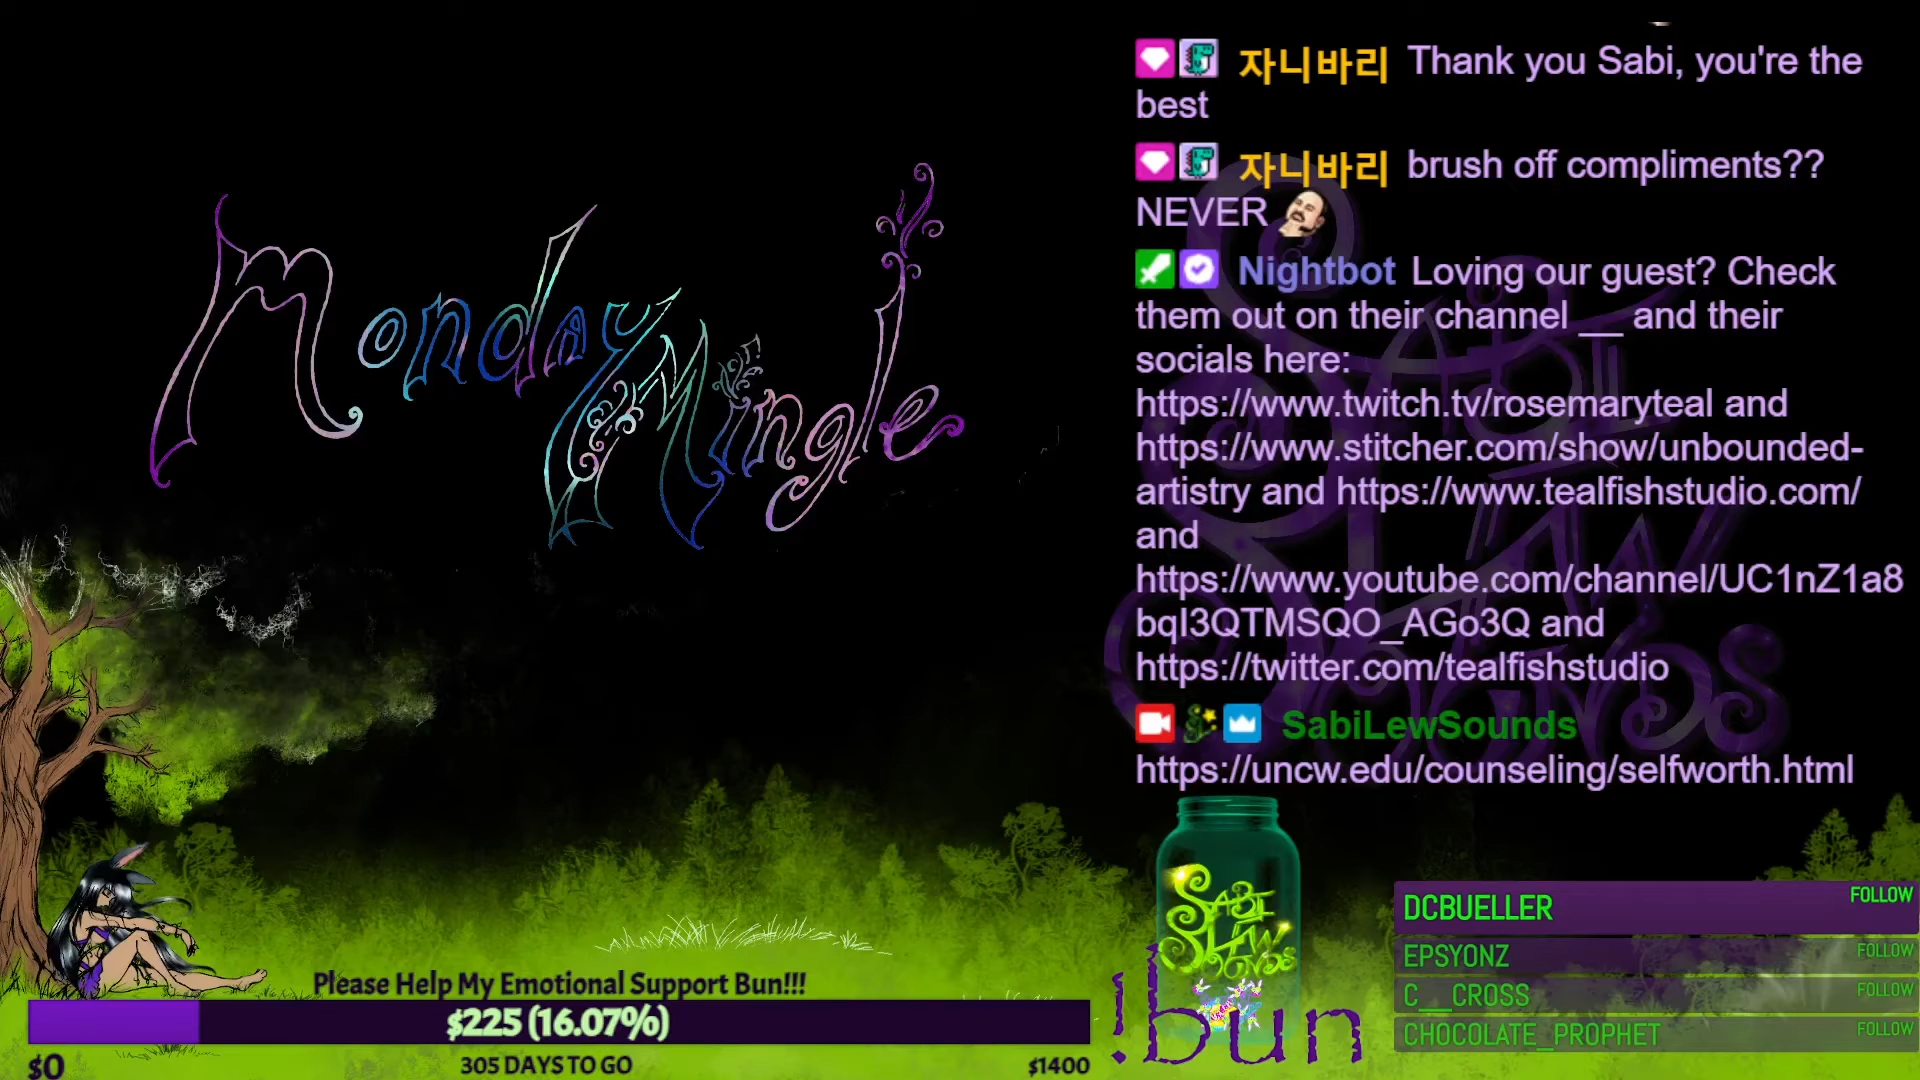 Monday
Mingle
자니바리 Thank you Sabi, you're the
best
자니바리 brush off compliments??
NEVER
Nightbot Loving our guest? Check
them out on their channel __ and their
socials here:
https://www.twitch.tv/rosemaryteal and
https://www.stitcher.com/show/unbounded-
artistry and https://www.tealfishstudio.com/
and
https://www.youtube.com/channel/UC1nZ1a8
bqI3QTMSQO_AGo3Q and
https://twitter.com/tealfishstudio
SabiLewSounds
https://uncw.edu/counseling/selfworth.html
SABI
LEW
SOUNDS
!bun
DCBUELLER FOLLOW
EPSYONZ FOLLOW
C__CROSS FOLLOW
CHOCOLATE_PROPHET FOLLOW
Please Help My Emotional Support Bun!!!
$225 (16.07%)
$0 305 DAYS TO GO $1400